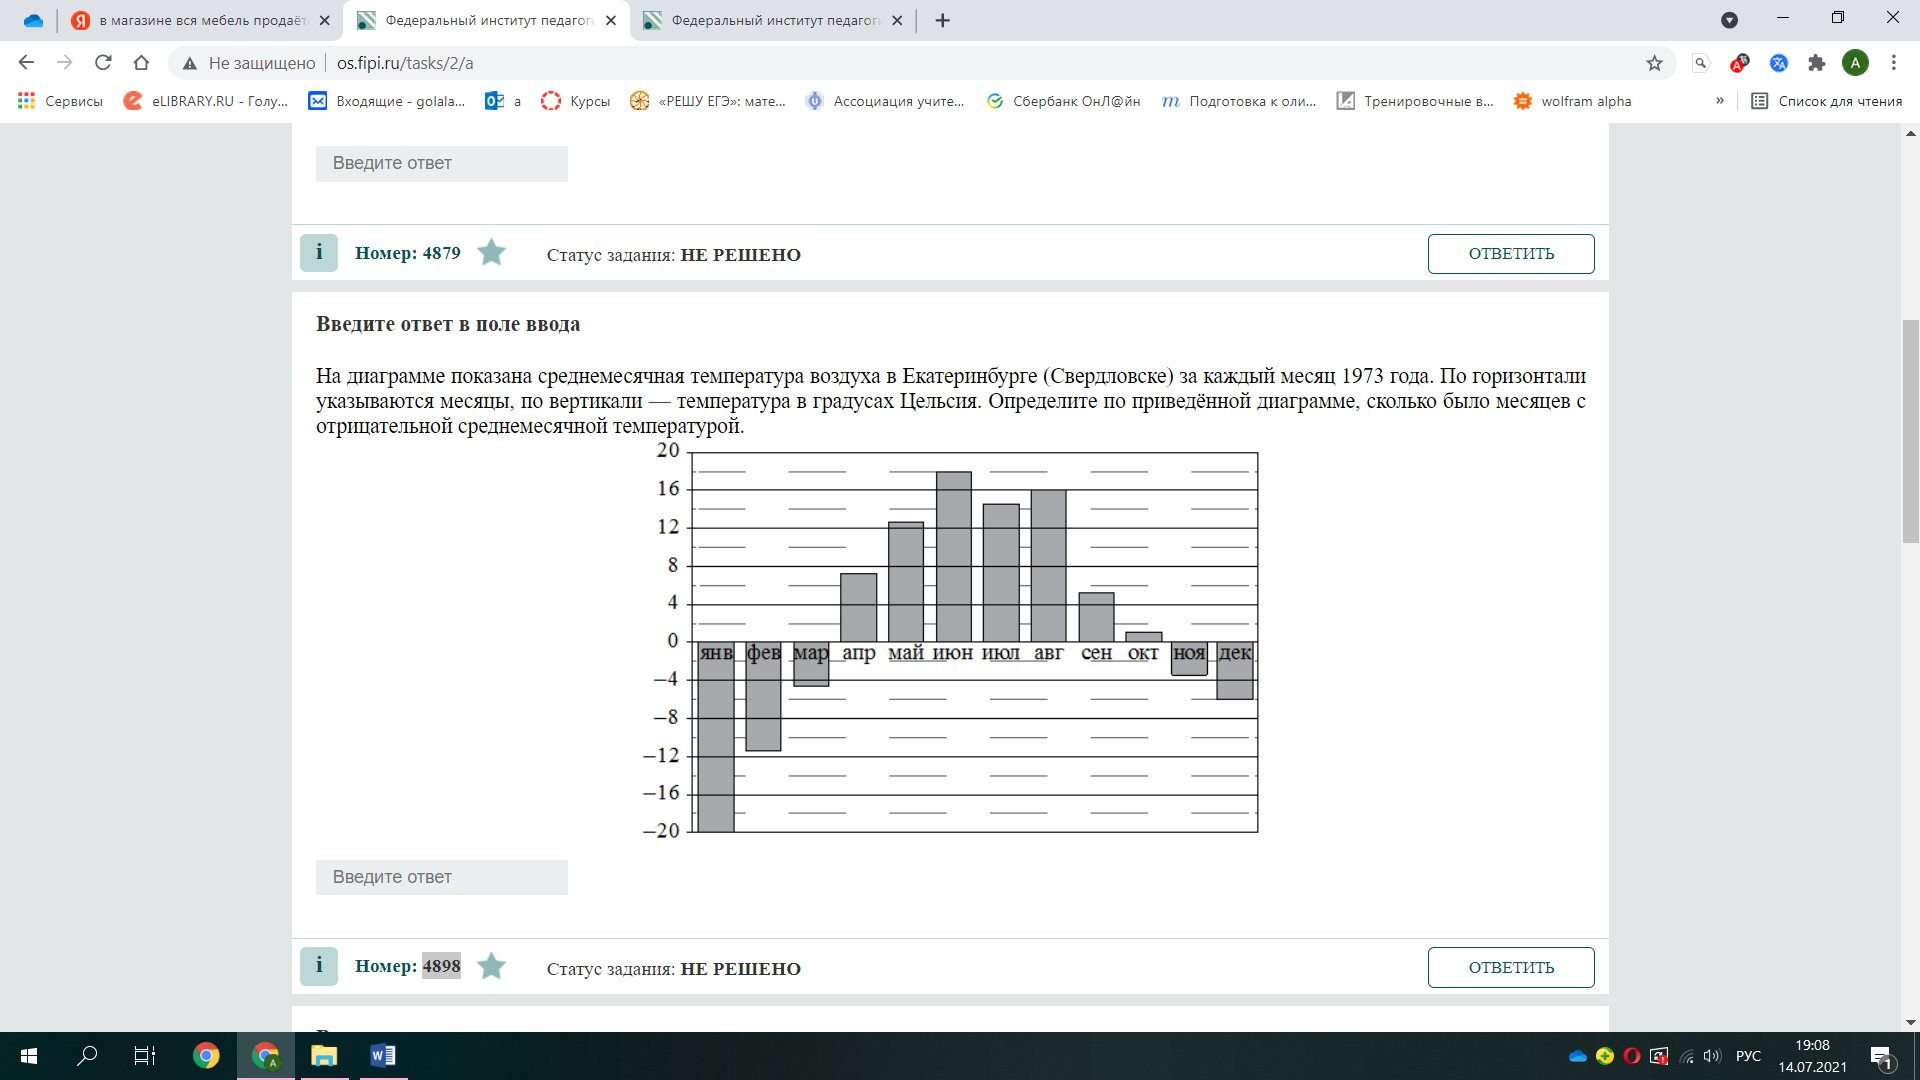 в магазине вся мебель продаёт
Федеральный институт педагоги
Федеральный институт педагоги
Не защищено
os.fipi.ru/tasks/2/a
A
Сервисы
eLIBRARY.RU - Голу...
Входящие - golala...
a
Курсы
«РЕШУ ЕГЭ»: мате...
Ассоциация учите...
Сбербанк ОнЛ@йн
Подготовка к оли...
Тренировочные в...
wolfram alpha
»
Список для чтения
Введите ответ
i
Номер: 4879
Статус задания: НЕ РЕШЕНО
ОТВЕТИТЬ
Введите ответ в поле ввода
На диаграмме показана среднемесячная температура воздуха в Екатеринбурге (Свердловске) за каждый месяц 1973 года. По горизонтали
указываются месяцы, по вертикали — температура в градусах Цельсия. Определите по приведённой диаграмме, сколько было месяцев с
отрицательной среднемесячной температурой.
20
16
12
8
4
0
янв фев мар апр май июн июл авг сен окт ноя дек
−4
−8
−12
−16
−20
Введите ответ
i
Номер: 4898
Статус задания: НЕ РЕШЕНО
ОТВЕТИТЬ
РУС
19:08
14.07.2021
1